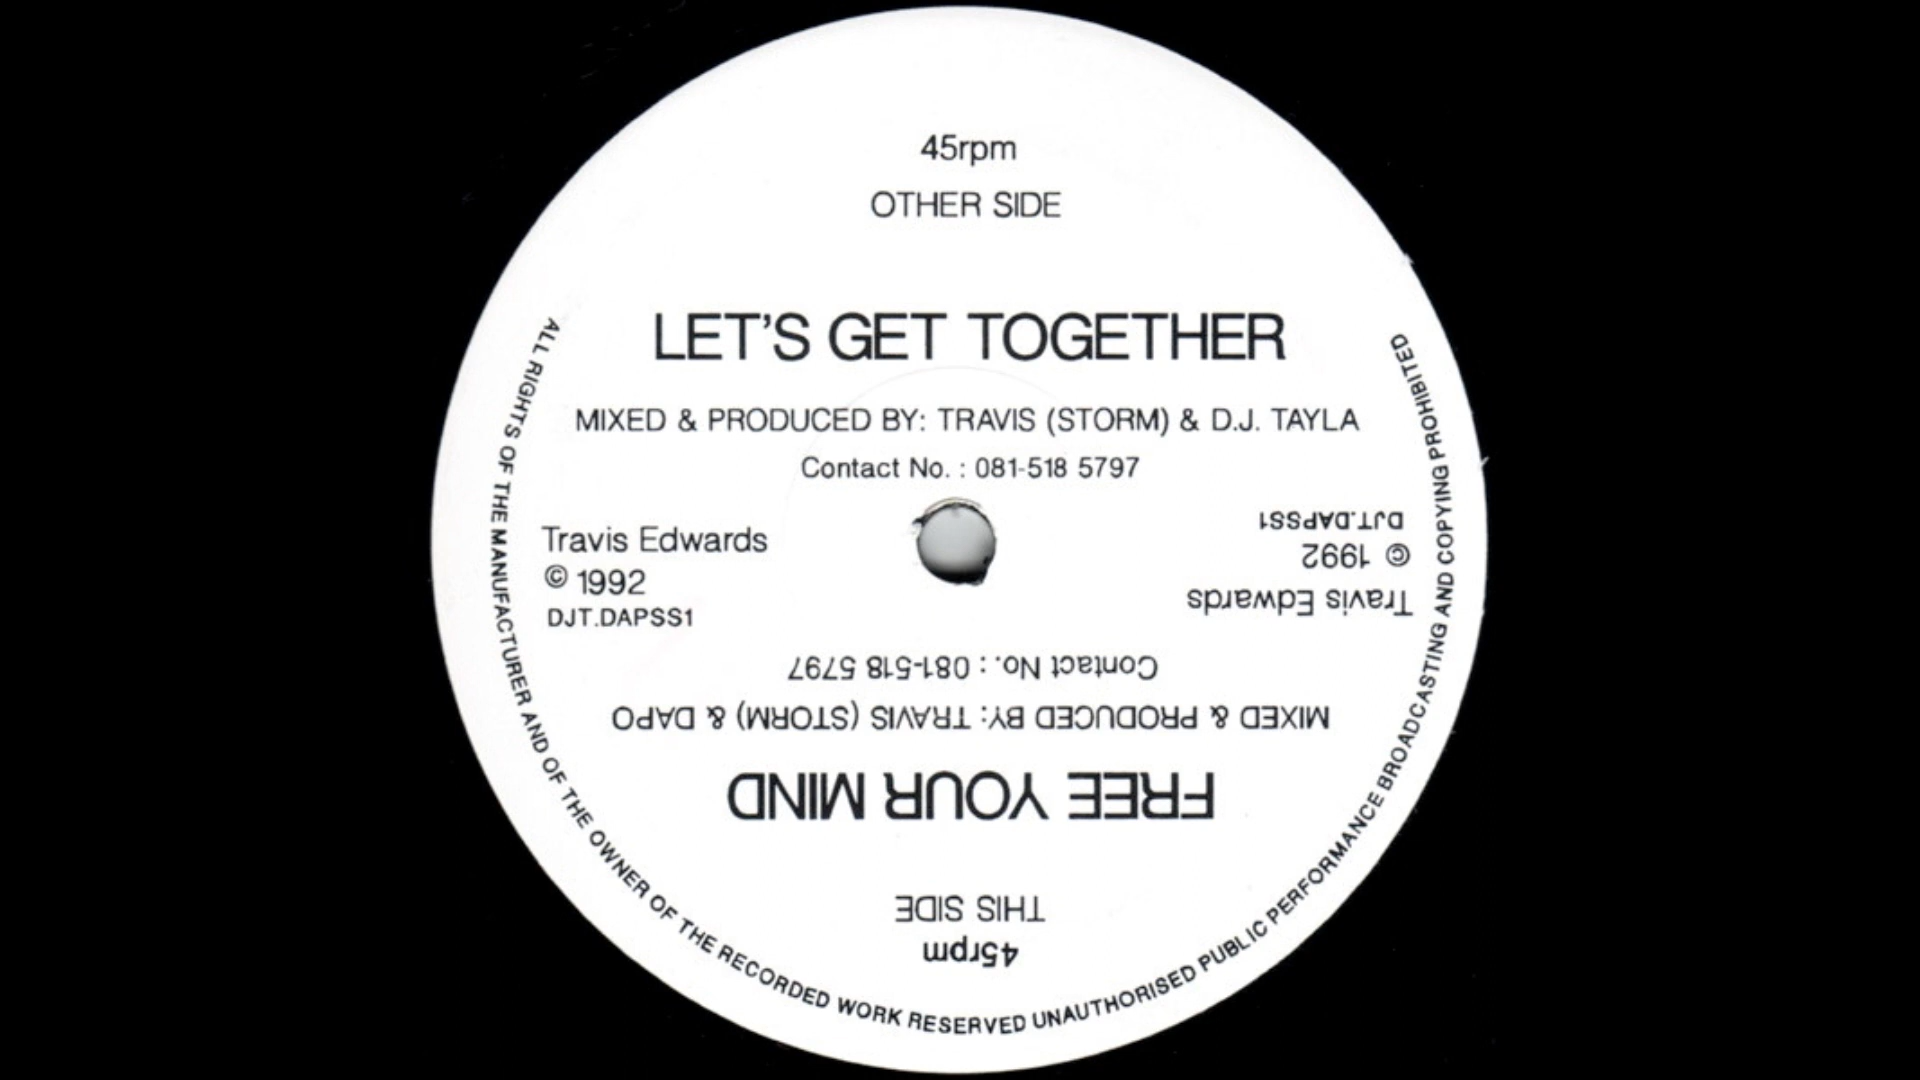 45rpm
OTHER SIDE
LET'S GET TOGETHER
MIXED & PRODUCED BY: TRAVIS (STORM) & D.J. TAYLA
Contact No. : 081-518 5797
Travis Edwards
© 1992
DJT.DAPSS1
45rpm
THIS SIDE
FREE YOUR MIND
MIXED & PRODUCED BY: TRAVIS (STORM) & DAPO
Contact No. : 081-518 5797
Travis Edwards
© 1992
DJT.DAPSS1
ALL RIGHTS OF THE MANUFACTURER AND OF THE OWNER OF THE RECORDED WORK RESERVED UNAUTHORISED PUBLIC PERFORMANCE BROADCASTING AND COPYING PROHIBITED